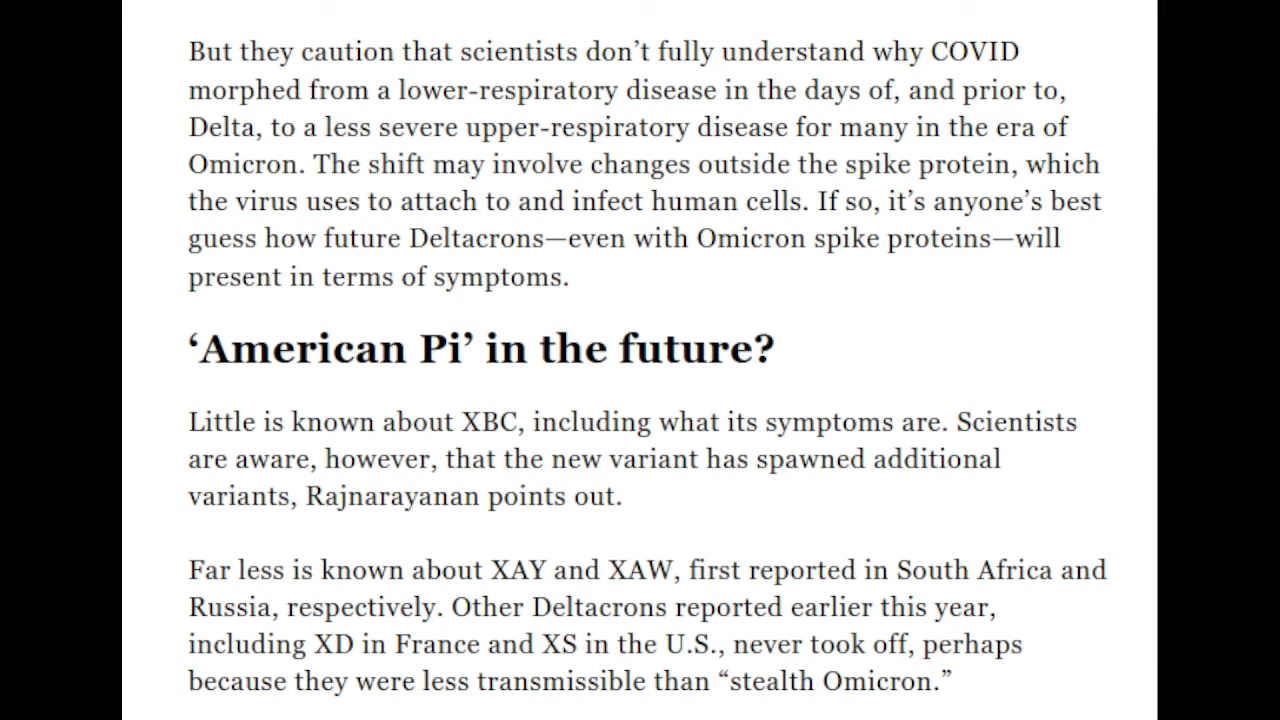 But they caution that scientists don’t fully understand why COVID
morphed from a lower-respiratory disease in the days of, and prior to,
Delta, to a less severe upper-respiratory disease for many in the era of
Omicron. The shift may involve changes outside the spike protein, which
the virus uses to attach to and infect human cells. If so, it’s anyone’s best
guess how future Deltacrons—even with Omicron spike proteins—will
present in terms of symptoms.
‘American Pi’ in the future?
Little is known about XBC, including what its symptoms are. Scientists
are aware, however, that the new variant has spawned additional
variants, Rajnarayanan points out.
Far less is known about XAY and XAW, first reported in South Africa and
Russia, respectively. Other Deltacrons reported earlier this year,
including XD in France and XS in the U.S., never took off, perhaps
because they were less transmissible than “stealth Omicron.”